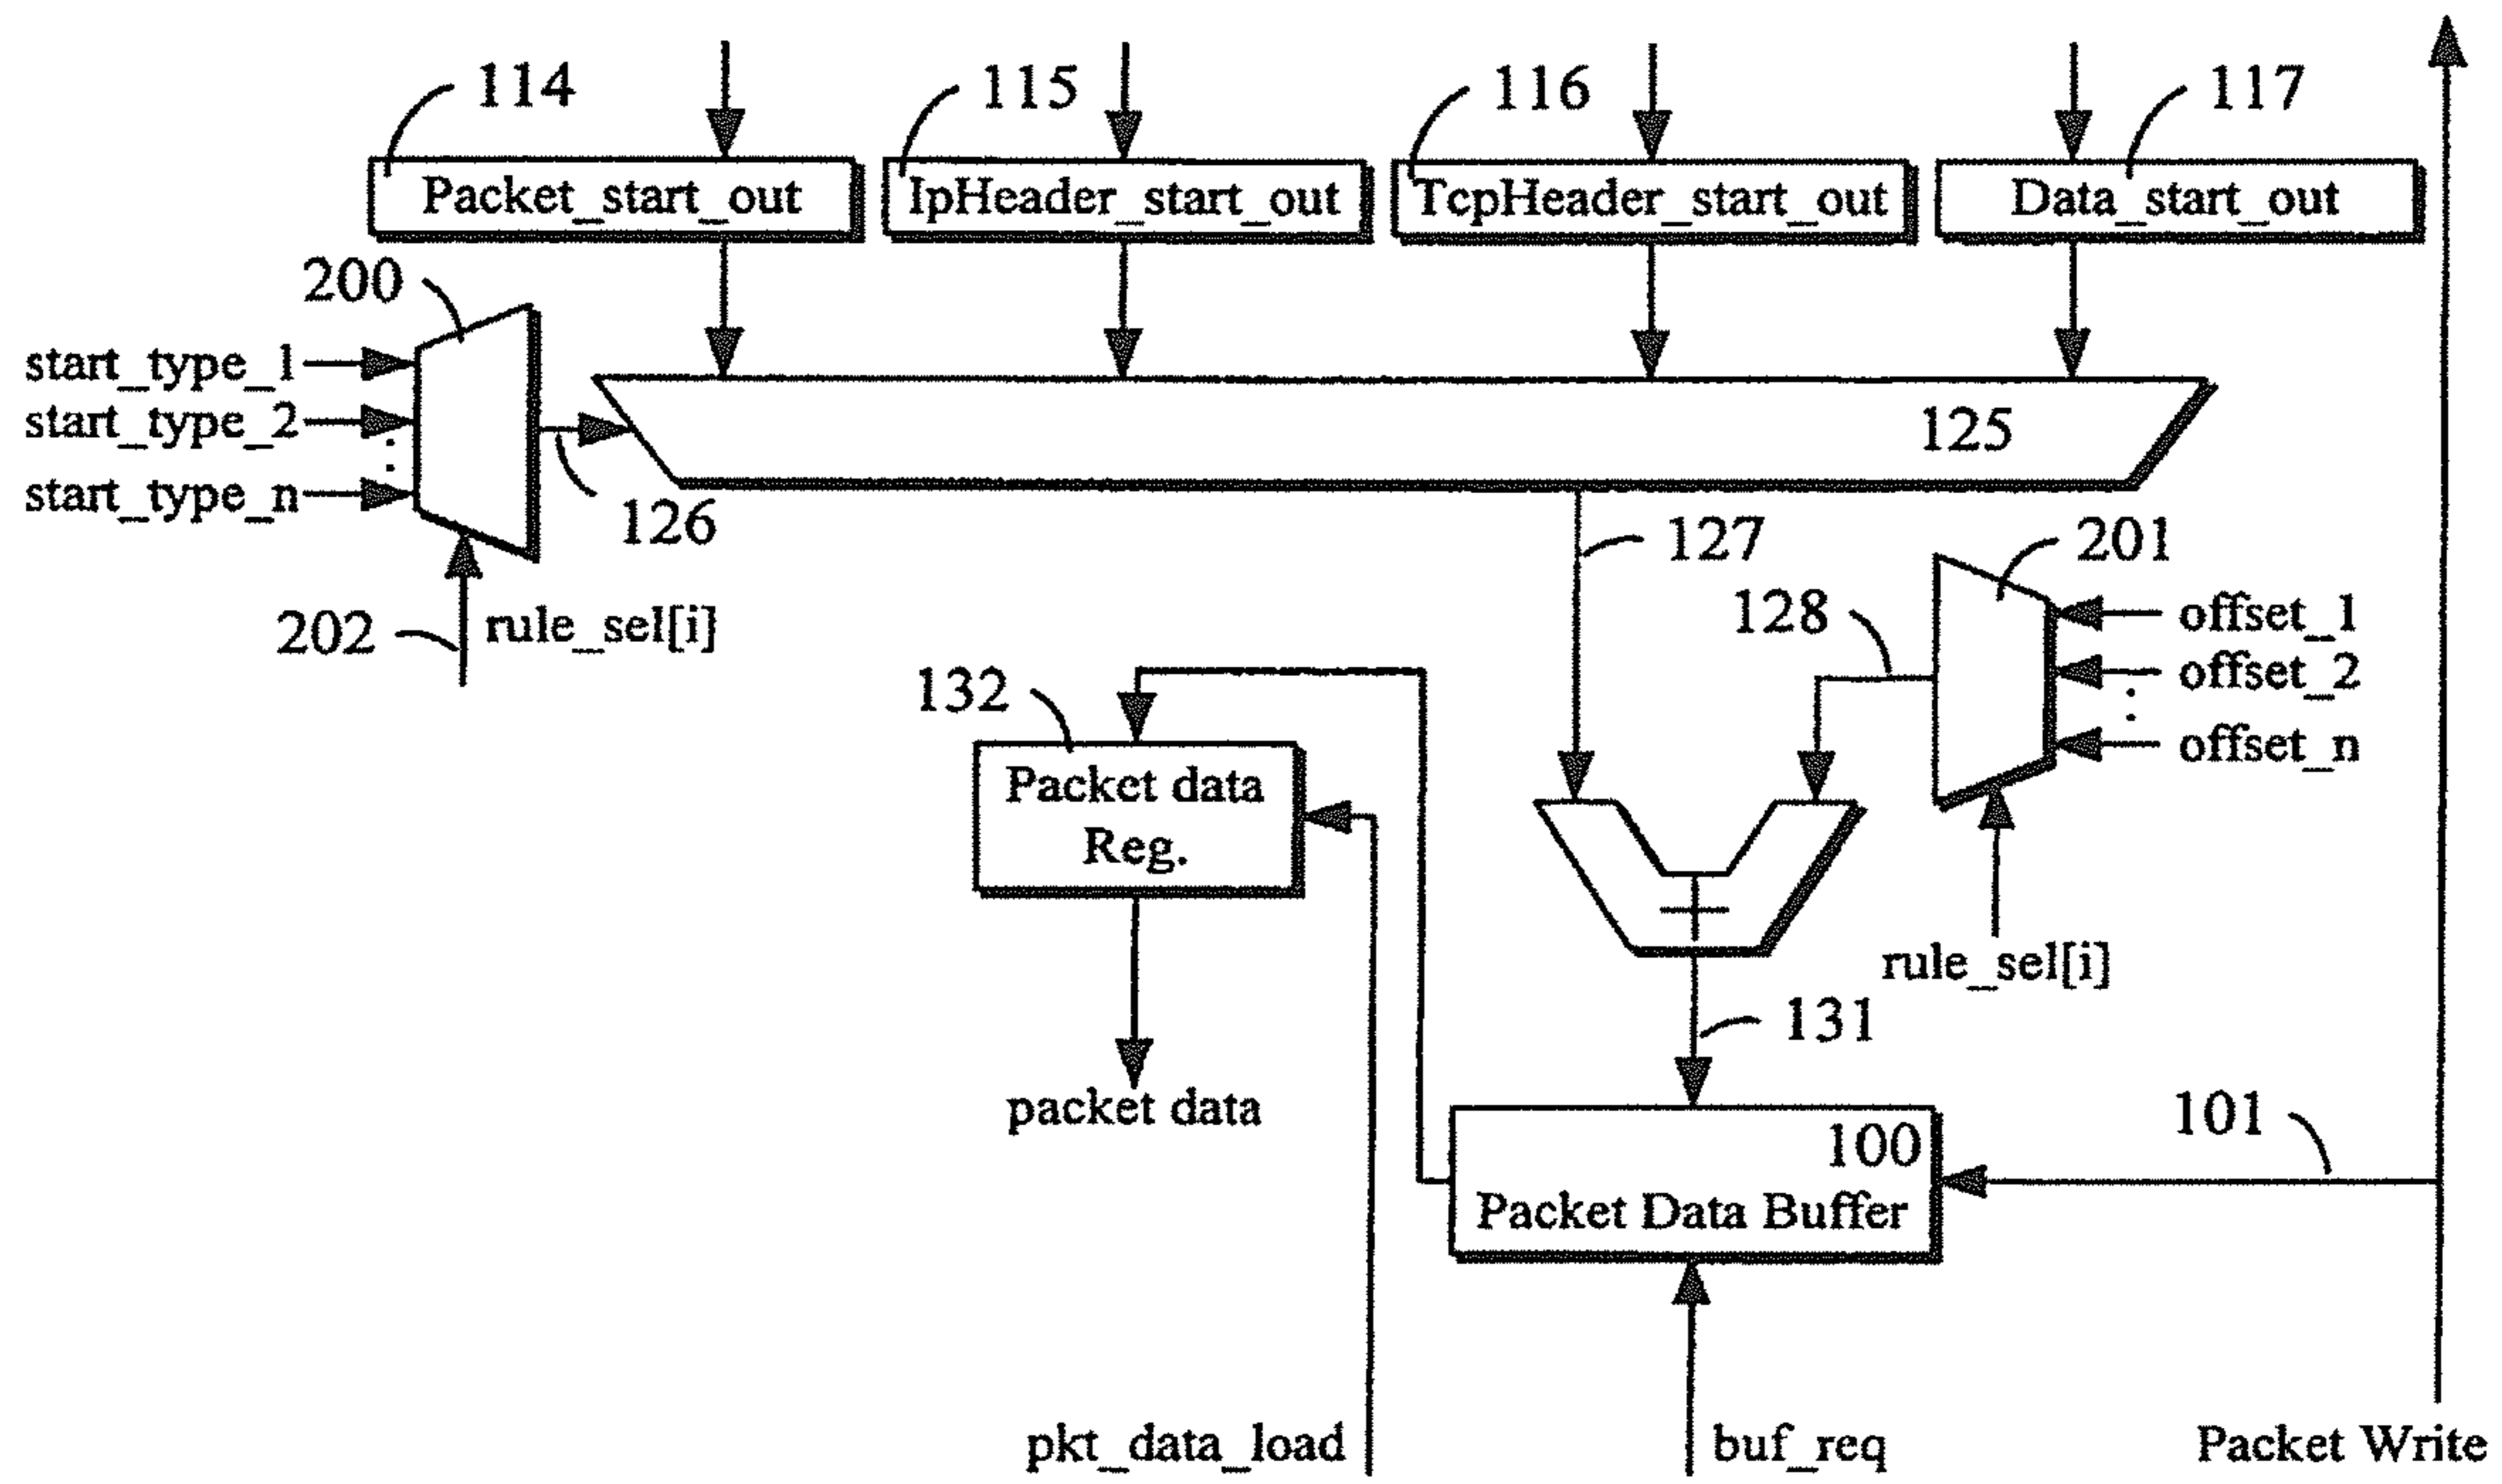 114
115
116
117
Packet_start_out
IpHeader_start_out
TcpHeader_start_out
Data_start_out
200
start_type_1
start_type_2
start_type_n
125
126
127
201
128
offset_1
offset_2
offset_n
202
rule_sel[i]
132
Packet data
Reg.
rule_sel[i]
131
packet data
101
100
Packet Data Buffer
pkt_data_load
buf_req
Packet Write